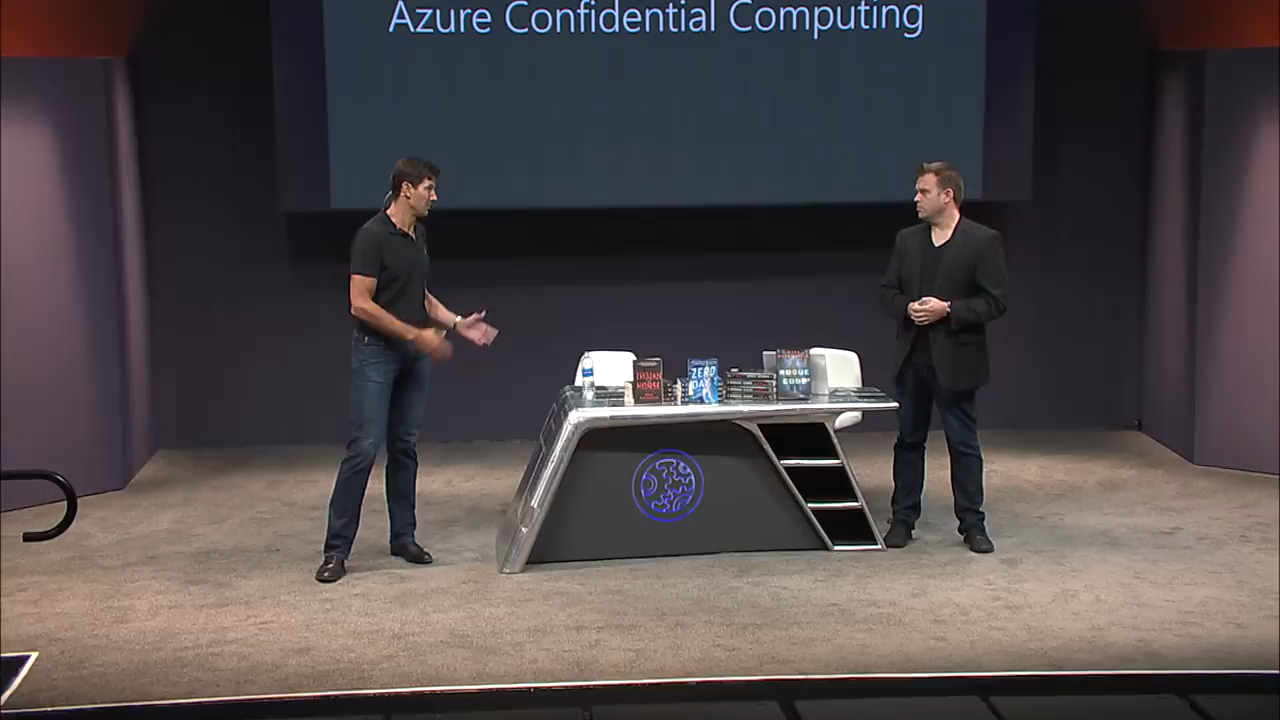 Azure Confidential Computing
TROJAN
HORSE
ZERO
DAY
ROGUE
CODE